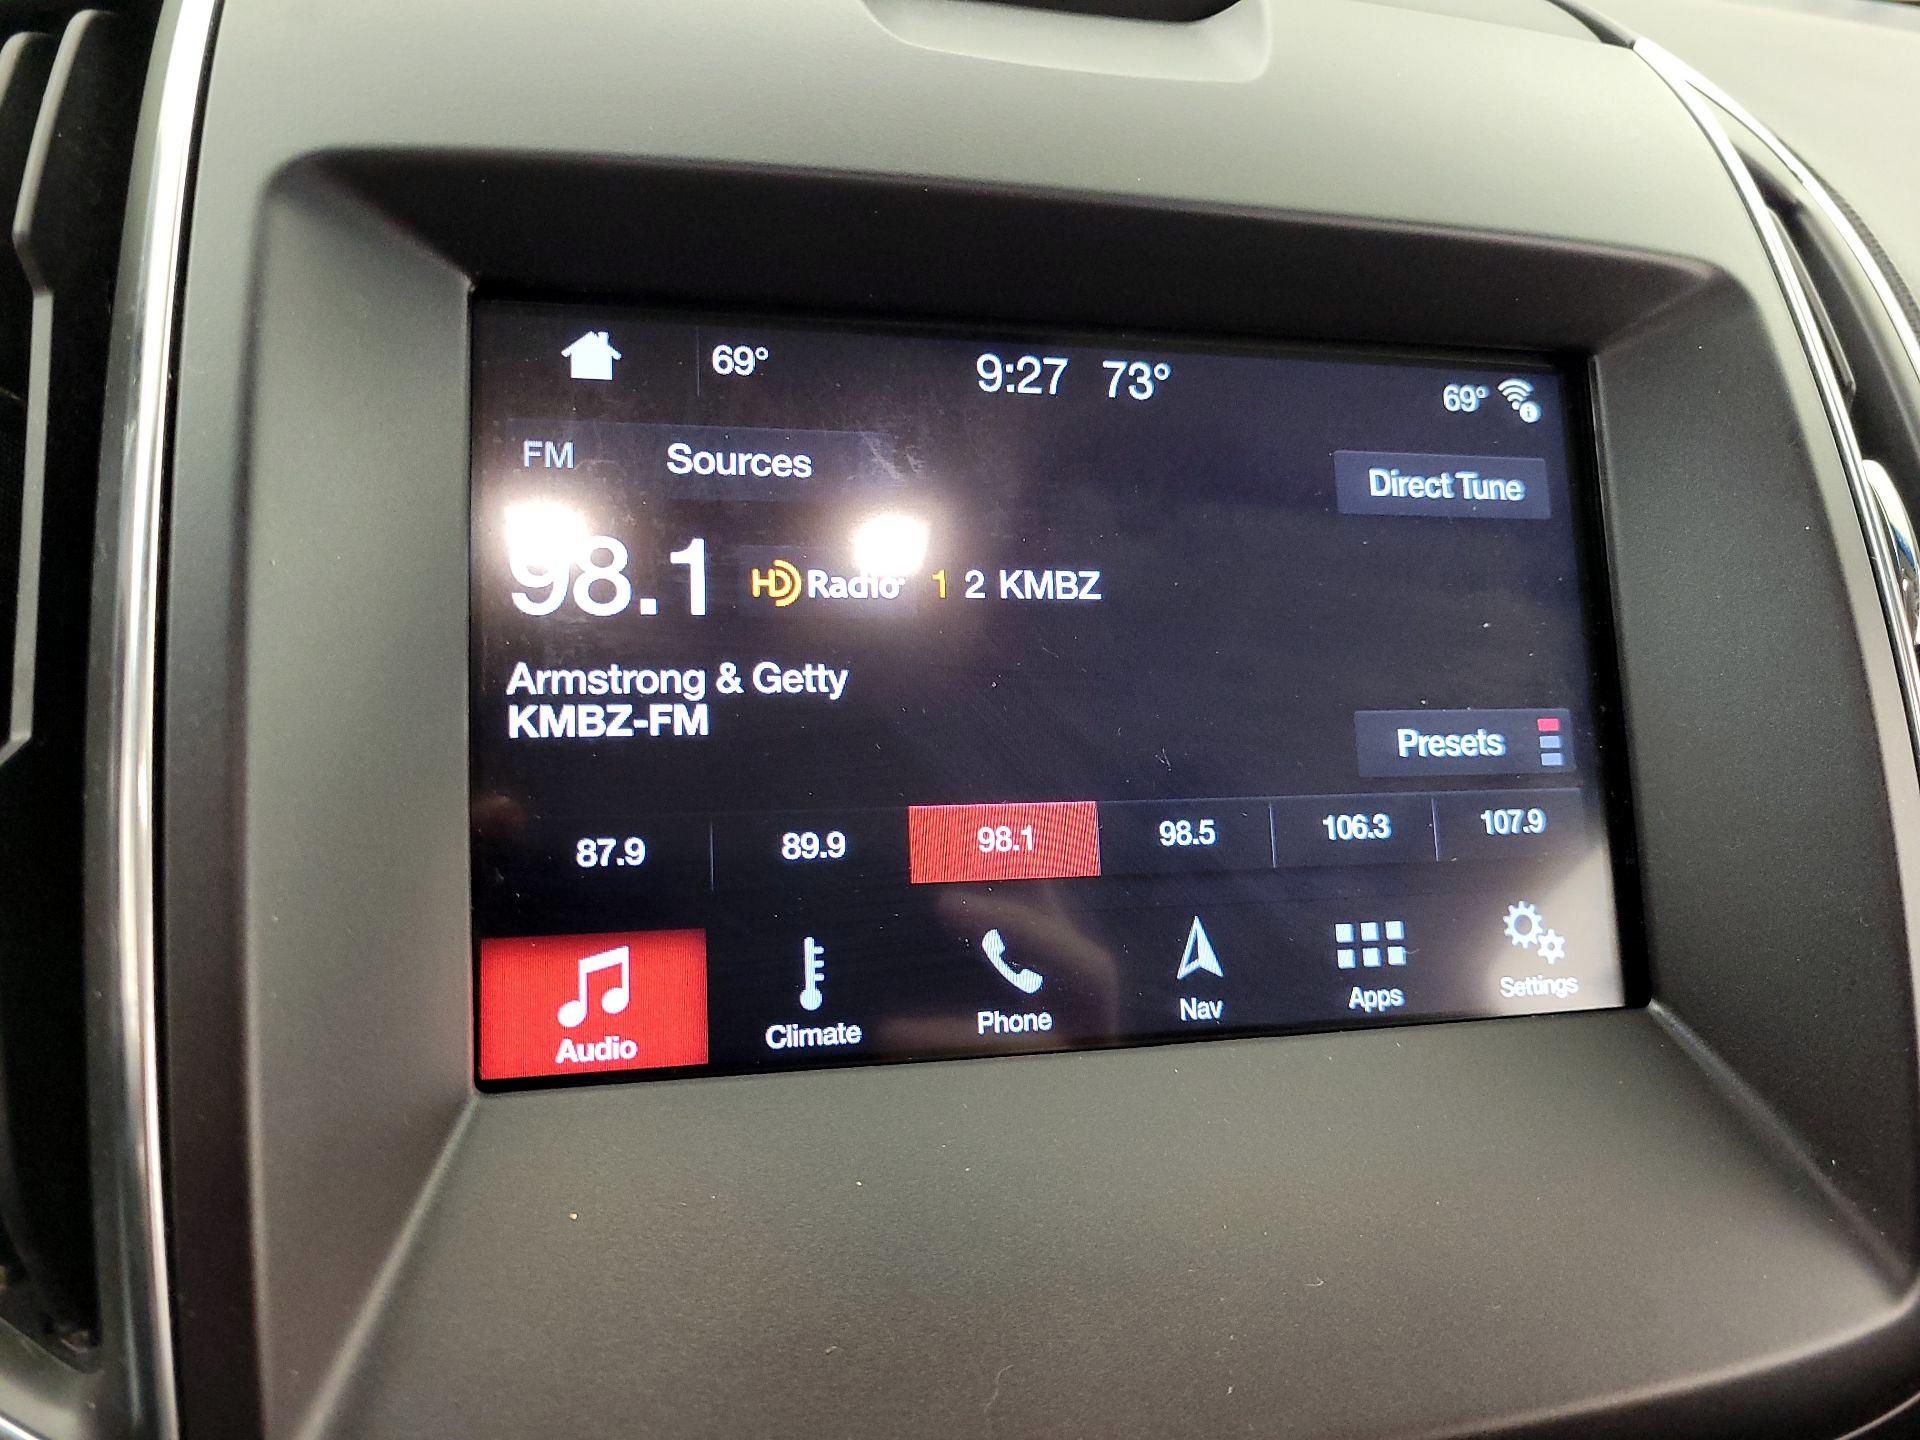 69° 9:27 73° 69°
FM Sources Direct Tune
98.1 HD Radio 1 2 KMBZ
Armstrong & Getty
KMBZ-FM
Presets
87.9 89.9 98.1 98.5 106.3 107.9
Audio Climate Phone Nav Apps Settings